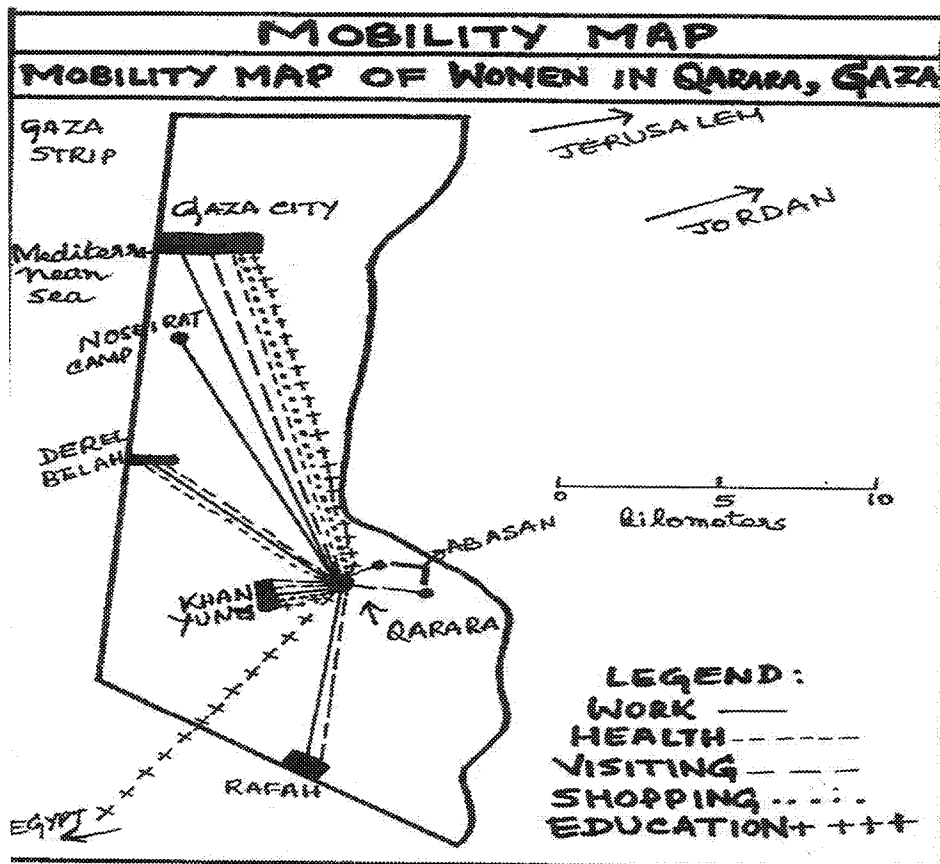 MOBILITY MAP
MOBILITY MAP OF WOMEN IN QARARA, GAZA
GAZA
STRIP
JERUSALEM
JORDAN
GAZA CITY
Mediterra-
nean
sea
NOSEIRAT
CAMP
DEREL
BELAH
0 5 10
kilometers
ABASAN
KHAN
YUNIS
QARARA
RAFAH
EGYPT
LEGEND:
WORK
HEALTH
VISITING
SHOPPING
EDUCATION